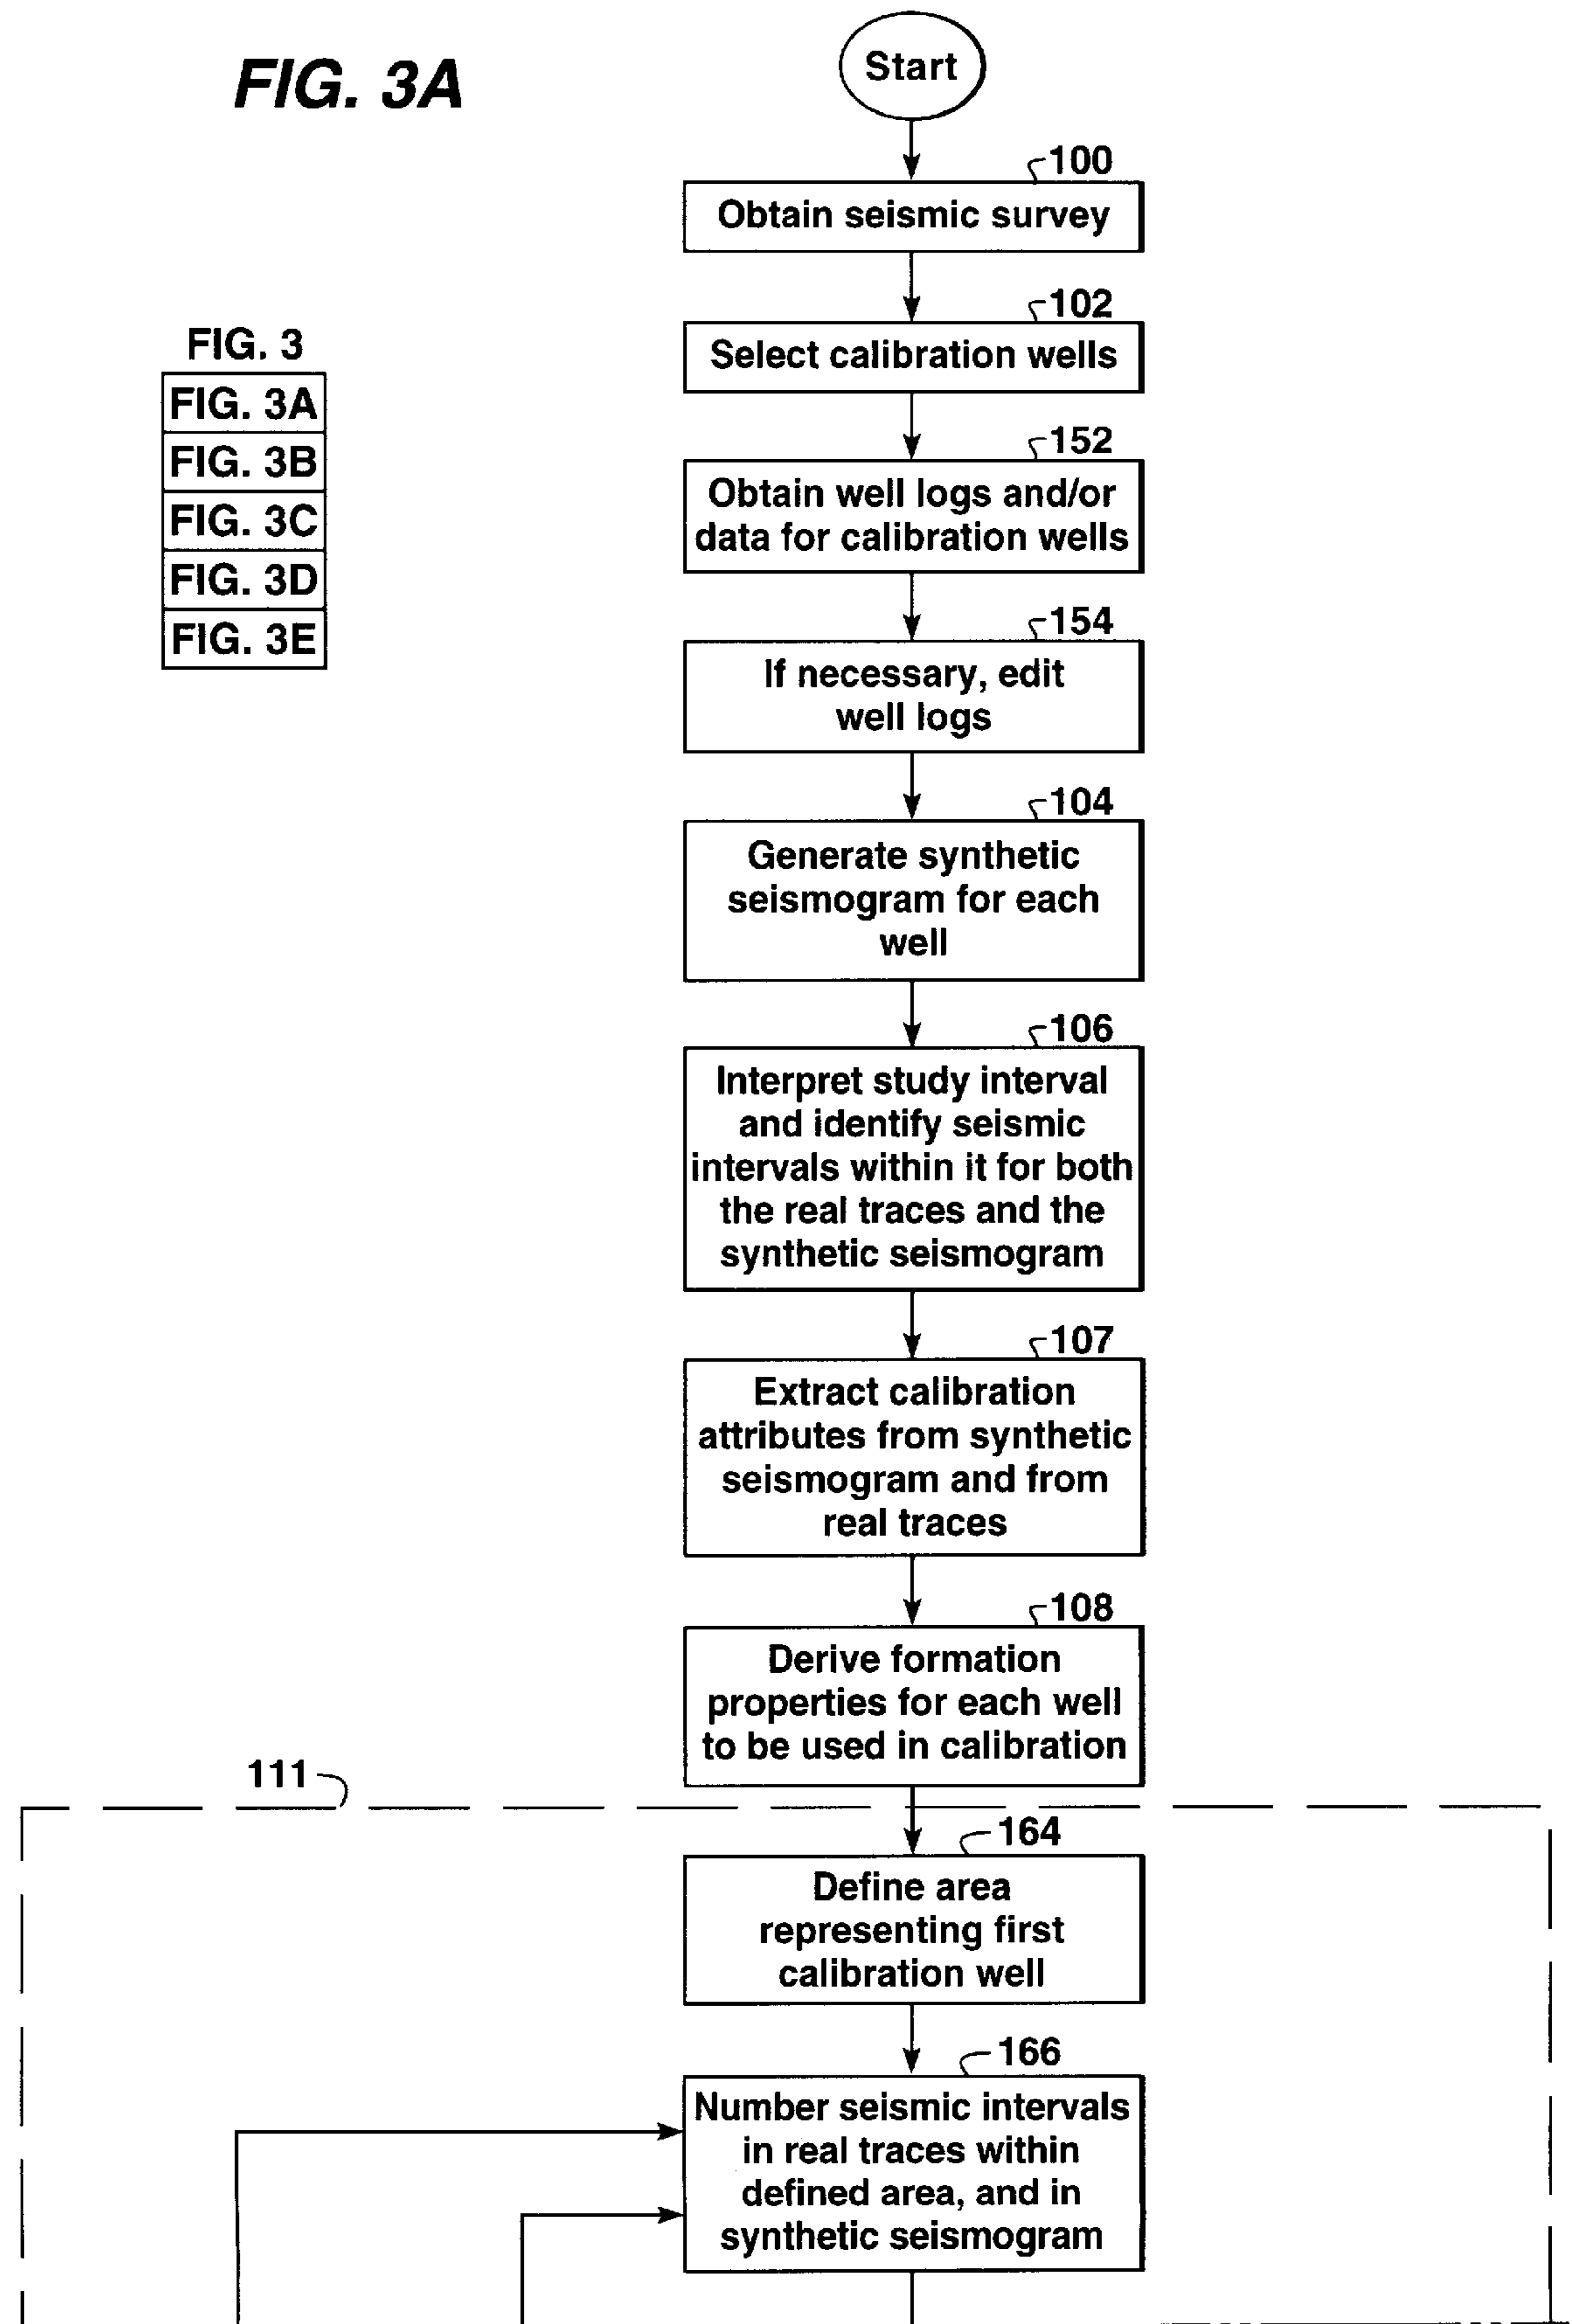 FIG. 3A
Start
100
Obtain seismic survey
102
Select calibration wells
FIG. 3
FIG. 3A
FIG. 3B
FIG. 3C
FIG. 3D
FIG. 3E
152
Obtain well logs and/or
data for calibration wells
154
If necessary, edit
well logs
104
Generate synthetic
seismogram for each
well
106
Interpret study interval
and identify seismic
intervals within it for both
the real traces and the
synthetic seismogram
107
Extract calibration
attributes from synthetic
seismogram and from
real traces
108
Derive formation
properties for each well
to be used in calibration
111
164
Define area
representing first
calibration well
166
Number seismic intervals
in real traces within
defined area, and in
synthetic seismogram